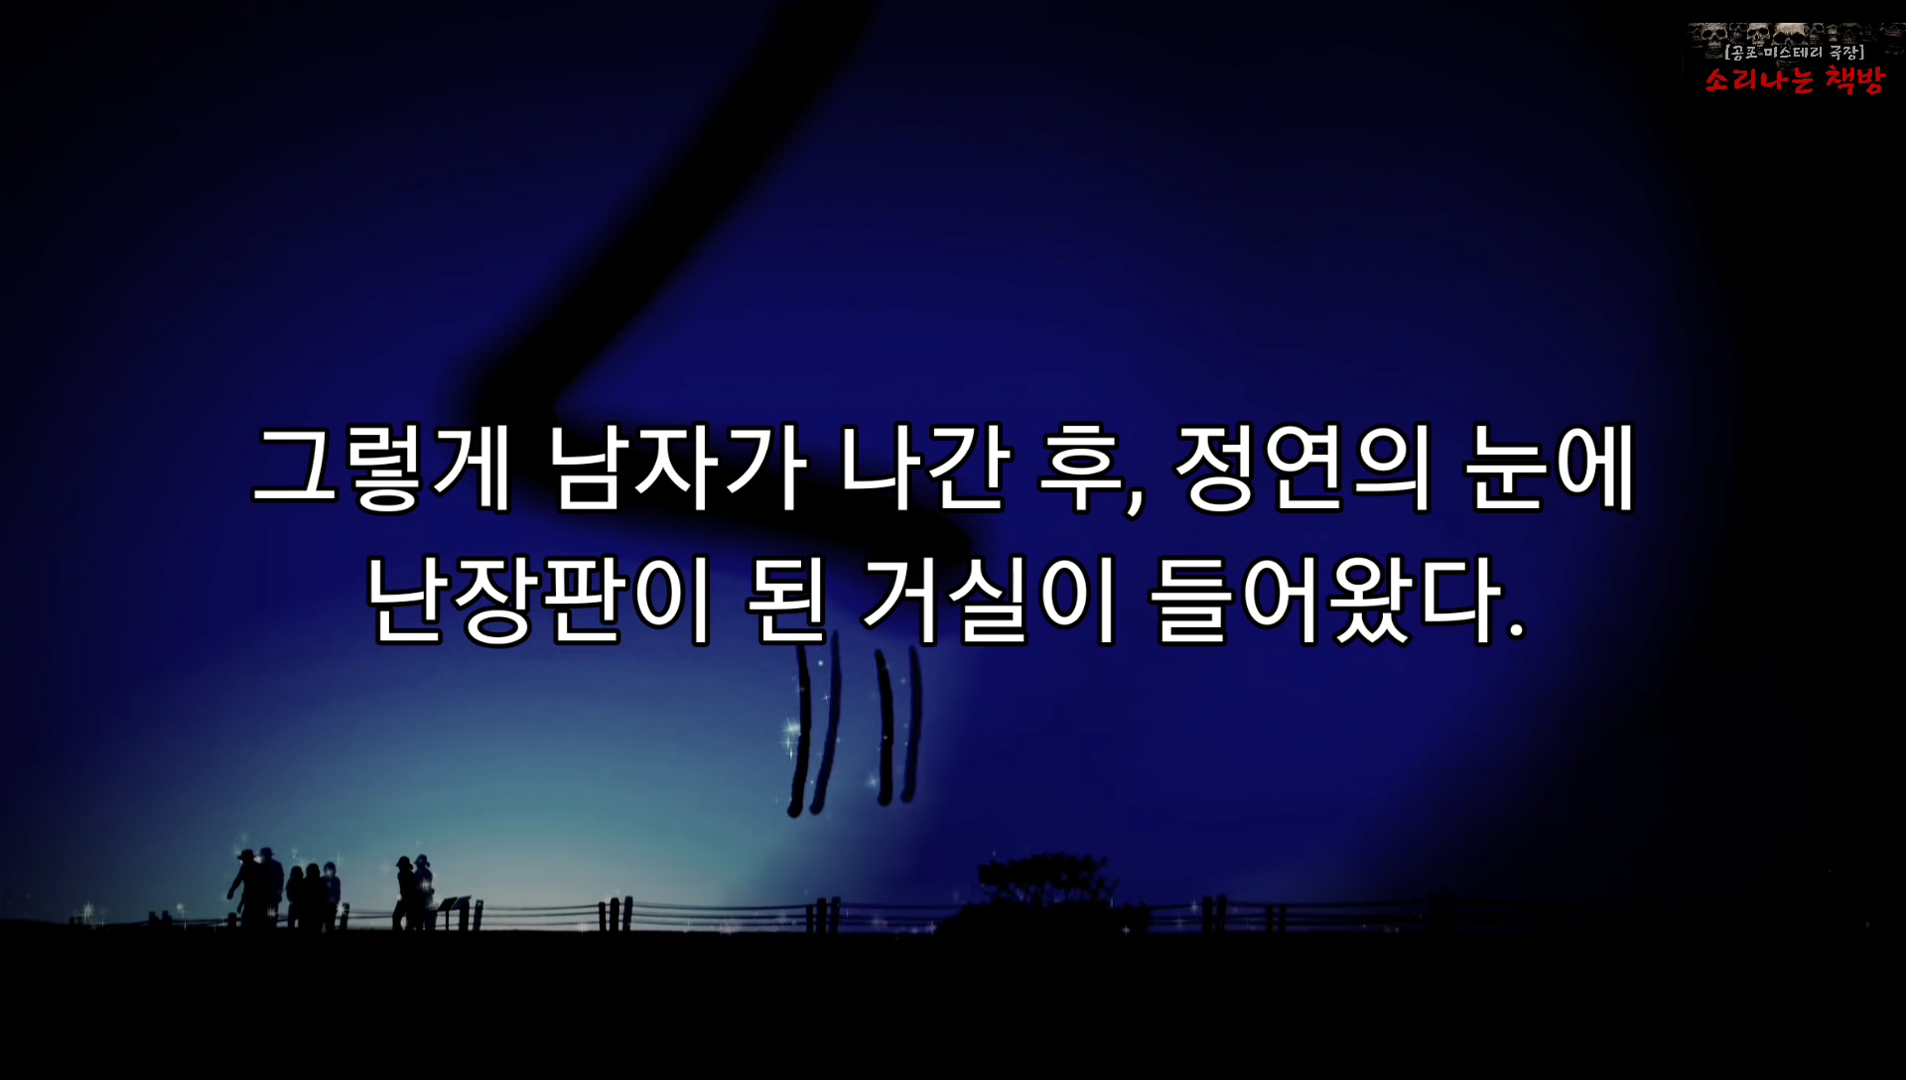 [공포·미스테리 극장]
소리나는 책방
그렇게 남자가 나간 후, 정연의 눈에
난장판이 된 거실이 들어왔다.